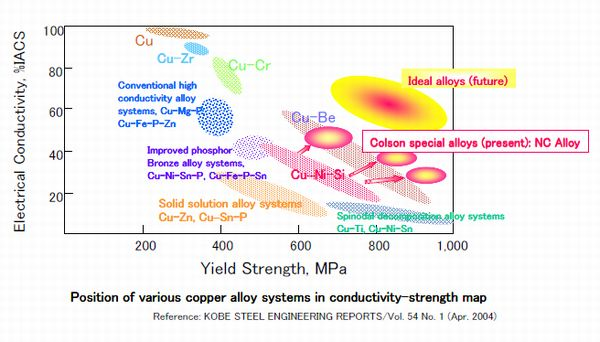 Electrical Conductivity, %IACS
100
80
60
40
20
Cu
Cu-Zr
Cu-Cr
Conventional high
conductivity alloy
systems, Cu-Mg-P
Cu-Fe-P-Zn
Ideal alloys (future)
Cu-Be
Colson special alloys (present): NC Alloy
Improved phosphor
Bronze alloy systems,
Cu-Ni-Sn-P, Cu-Fe-P-Sn
Cu-Ni-Si
Solid solution alloy systems
Cu-Zn, Cu-Sn-P
Spinodal decomposition alloy systems
Cu-Ti, Cu-Ni-Sn
200
400
600
800
1,000
Yield Strength, MPa
Position of various copper alloy systems in conductivity-strength map
Reference: KOBE STEEL ENGINEERING REPORTS/Vol. 54 No. 1 (Apr. 2004)